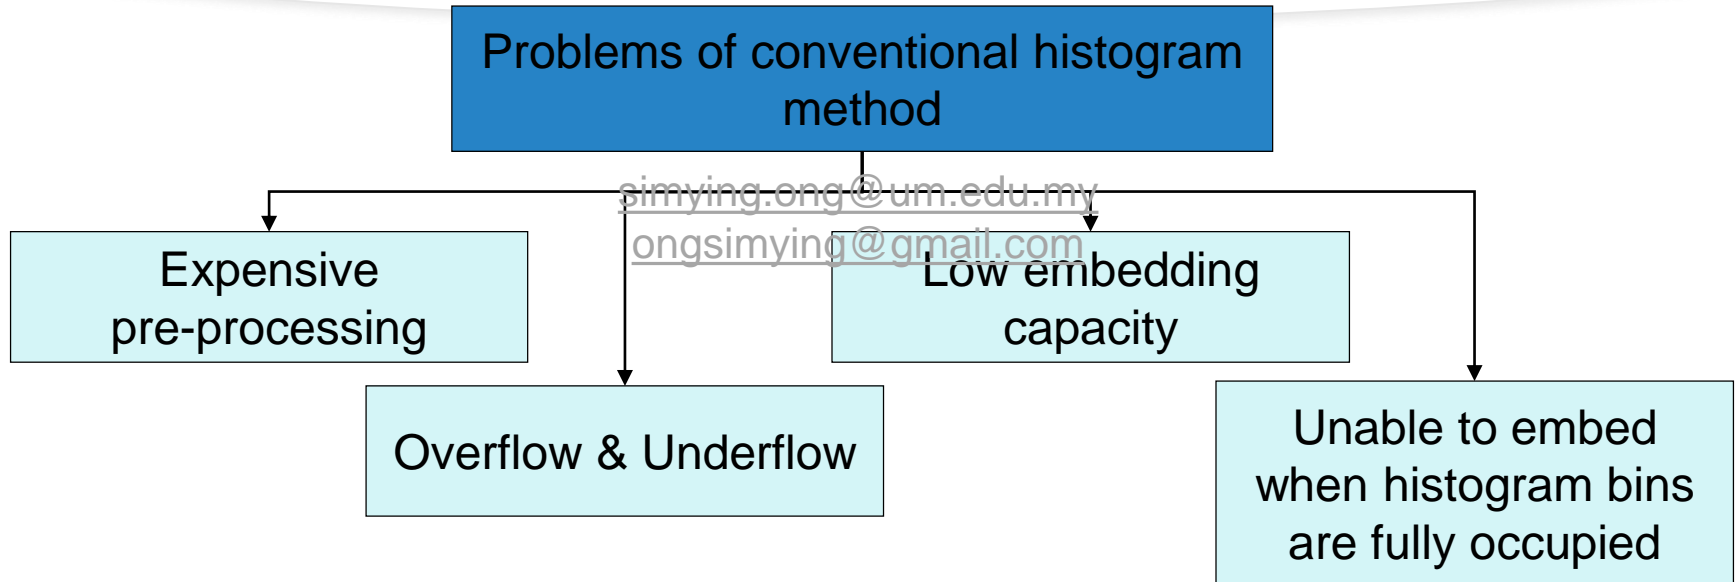 Problems of conventional histogram
method
simying.ong@um.edu.my
ongsimying@gmail.com
Expensive
pre-processing
Low embedding
capacity
Overflow & Underflow
Unable to embed
when histogram bins
are fully occupied